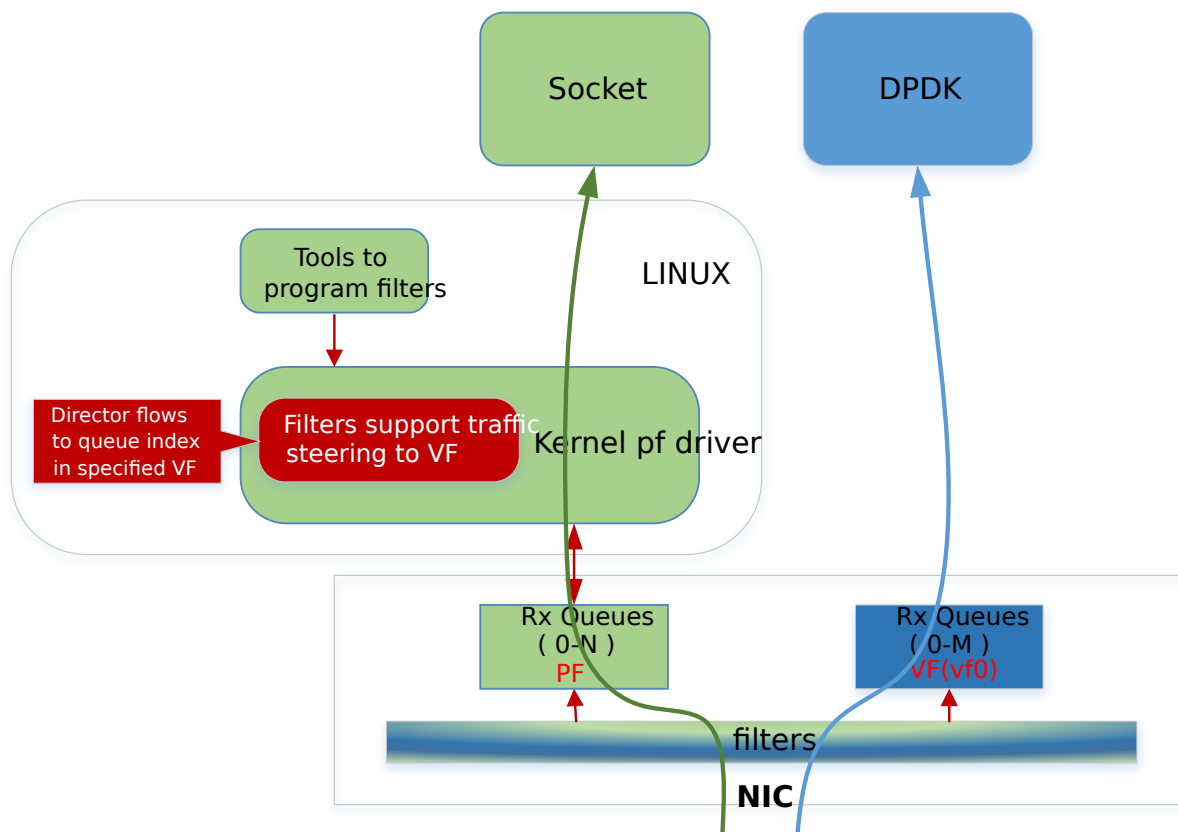 Socket
DPDK
Tools to
program filters
LINUX
Director flows
to queue index
in specified VF
Filters support traffic
steering to VF
Kernel pf driver
Rx Queues
( 0-N )
PF
Rx Queues
( 0-M )
VF(vf0)
filters
NIC